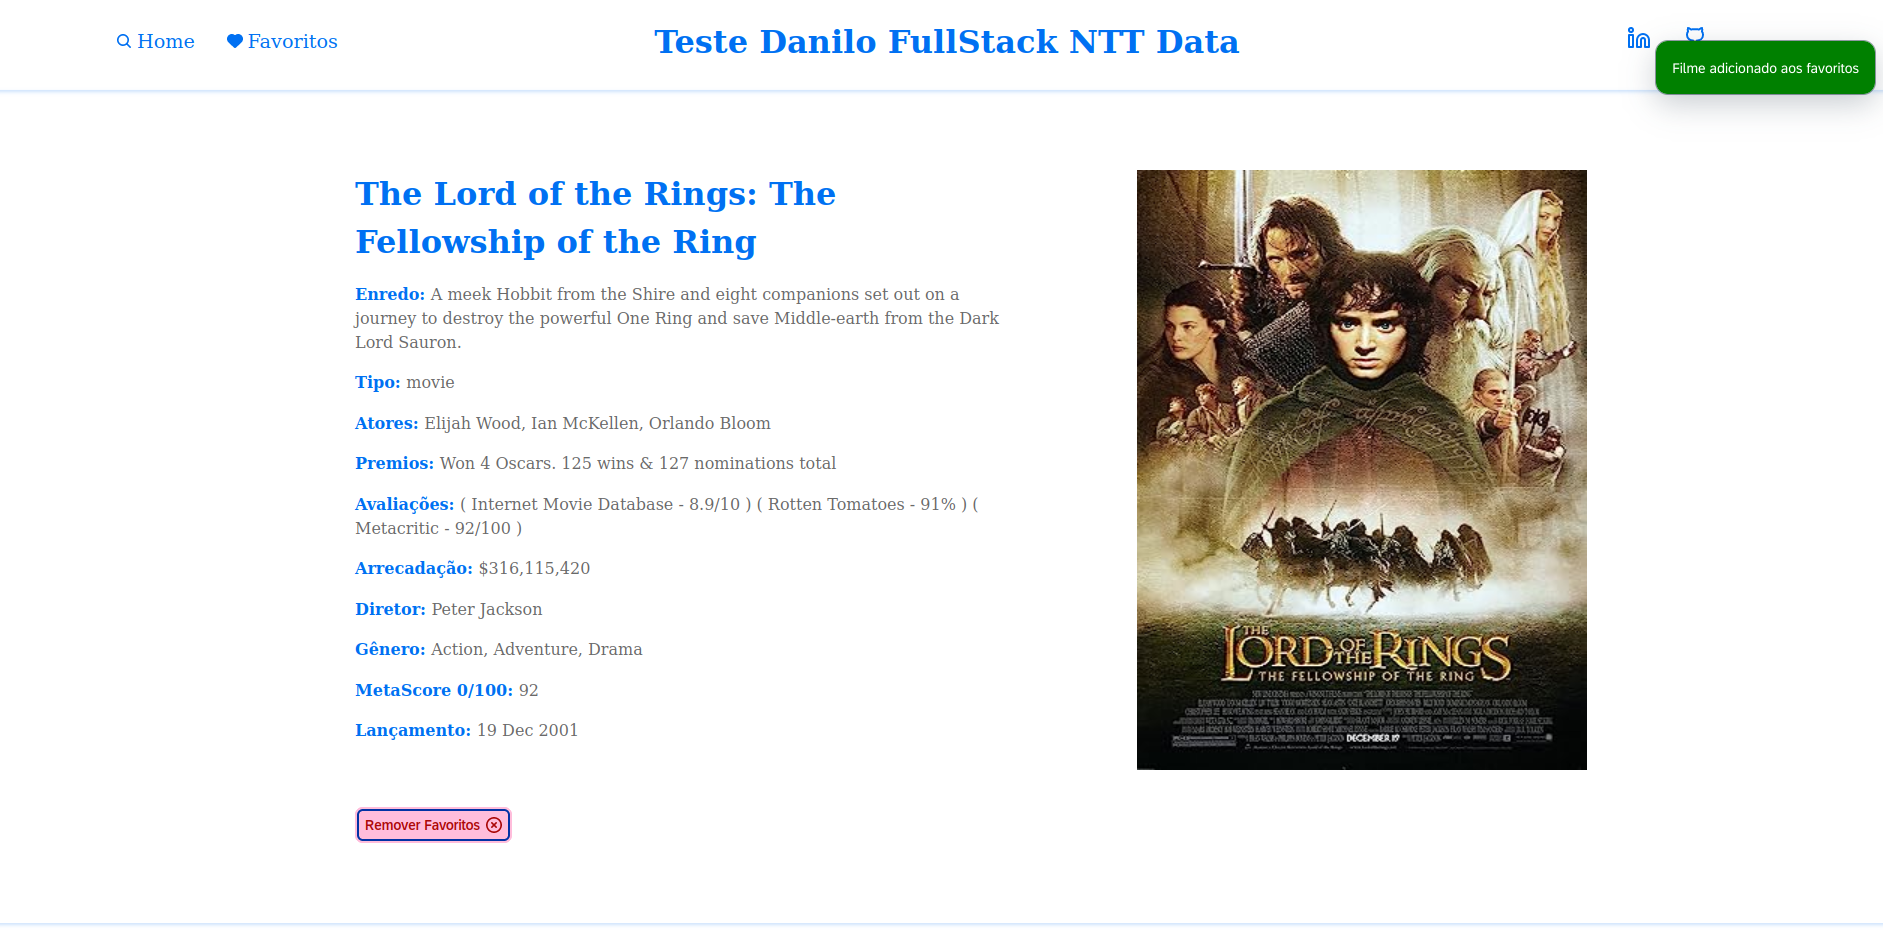 Home
Favoritos
Teste Danilo FullStack NTT Data
Filme adicionado aos favoritos
The Lord of the Rings: The
Fellowship of the Ring
Enredo: A meek Hobbit from the Shire and eight companions set out on a
journey to destroy the powerful One Ring and save Middle-earth from the Dark
Lord Sauron.
Tipo: movie
Atores: Elijah Wood, Ian McKellen, Orlando Bloom
Premios: Won 4 Oscars. 125 wins & 127 nominations total
Avaliações: ( Internet Movie Database - 8.9/10 ) ( Rotten Tomatoes - 91% ) (
Metacritic - 92/100 )
Arrecadação: $316,115,420
Diretor: Peter Jackson
Gênero: Action, Adventure, Drama
MetaScore 0/100: 92
Lançamento: 19 Dec 2001
Remover Favoritos
THE
LORD OF
THE RINGS
THE FELLOWSHIP OF THE RING
DECEMBER 19